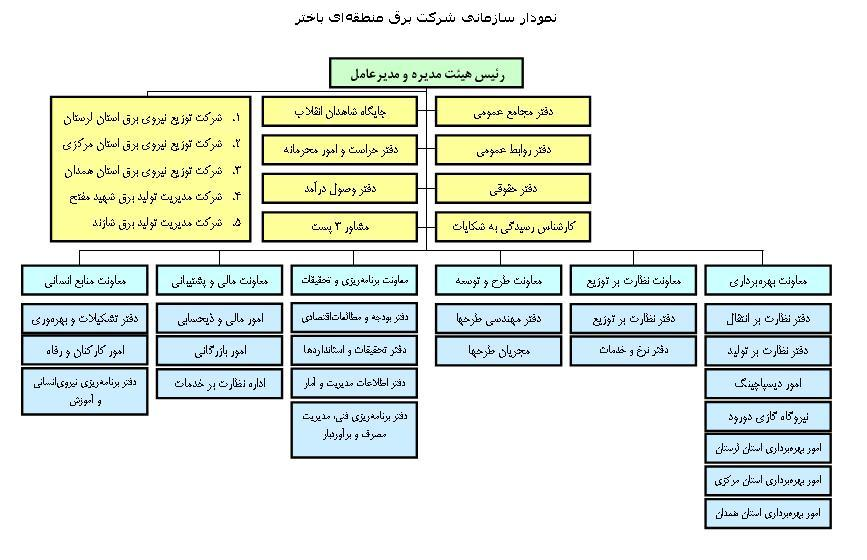 نمودار سازمانی شرکت برق منطقه‌ای باختر
رئیس هیئت مدیره و مدیرعامل
دفتر مجامع عمومی
دفتر روابط عمومی
دفتر حقوقی
کارشناس رسیدگی به شکایات
جایگاه شاهدان انقلاب
دفتر حراست و امور محرمانه
دفتر وصول درآمد
مشاور ۳ پست
۱. شرکت توزیع نیروی برق استان لرستان
۲. شرکت توزیع نیروی برق استان مرکزی
۳. شرکت توزیع نیروی برق استان همدان
۴. شرکت مدیریت تولید برق شهید مفتح
۵. شرکت مدیریت تولید برق شازند
معاونت بهره‌برداری
دفتر نظارت بر انتقال
دفتر نظارت بر تولید
امور دیسپاچینگ
نیروگاه گازی دورود
امور بهره‌برداری استان لرستان
امور بهره‌برداری استان مرکزی
امور بهره‌برداری استان همدان
معاونت نظارت بر توزیع
دفتر نظارت بر توزیع
دفتر نرخ و خدمات
معاونت طرح و توسعه
دفتر مهندسی طرحها
مجریان طرحها
معاونت برنامه‌ریزی و تحقیقات
دفتر بودجه و مطالعات‌اقتصادی
دفتر تحقیقات و استانداردها
دفتر اطلاعات مدیریت و آمار
دفتر برنامه‌ریزی فنی، مدیریت
مصرف و برآوردبار
معاونت مالی و پشتیبانی
امور مالی و ذیحسابی
امور بازرگانی
اداره نظارت بر خدمات
معاونت منابع انسانی
دفتر تشکیلات و بهره‌وری
امور کارکنان و رفاه
دفتر برنامه‌ریزی نیروی‌انسانی
و آموزش